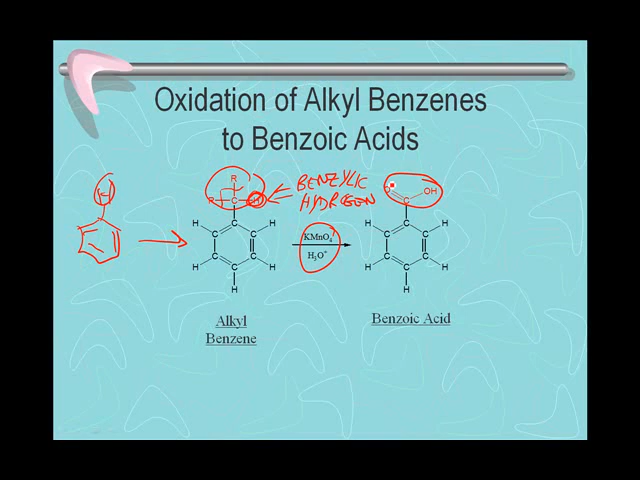 Oxidation of Alkyl Benzenes
to Benzoic Acids
H
R
R C H
BENZYLIC
HYDROGEN
O OH
C
H C H
H C H
C C C
C C C
C C C
C C C
H C H
H C H
H
H
KMnO4
H3O+
Alkyl
Benzene
Benzoic Acid